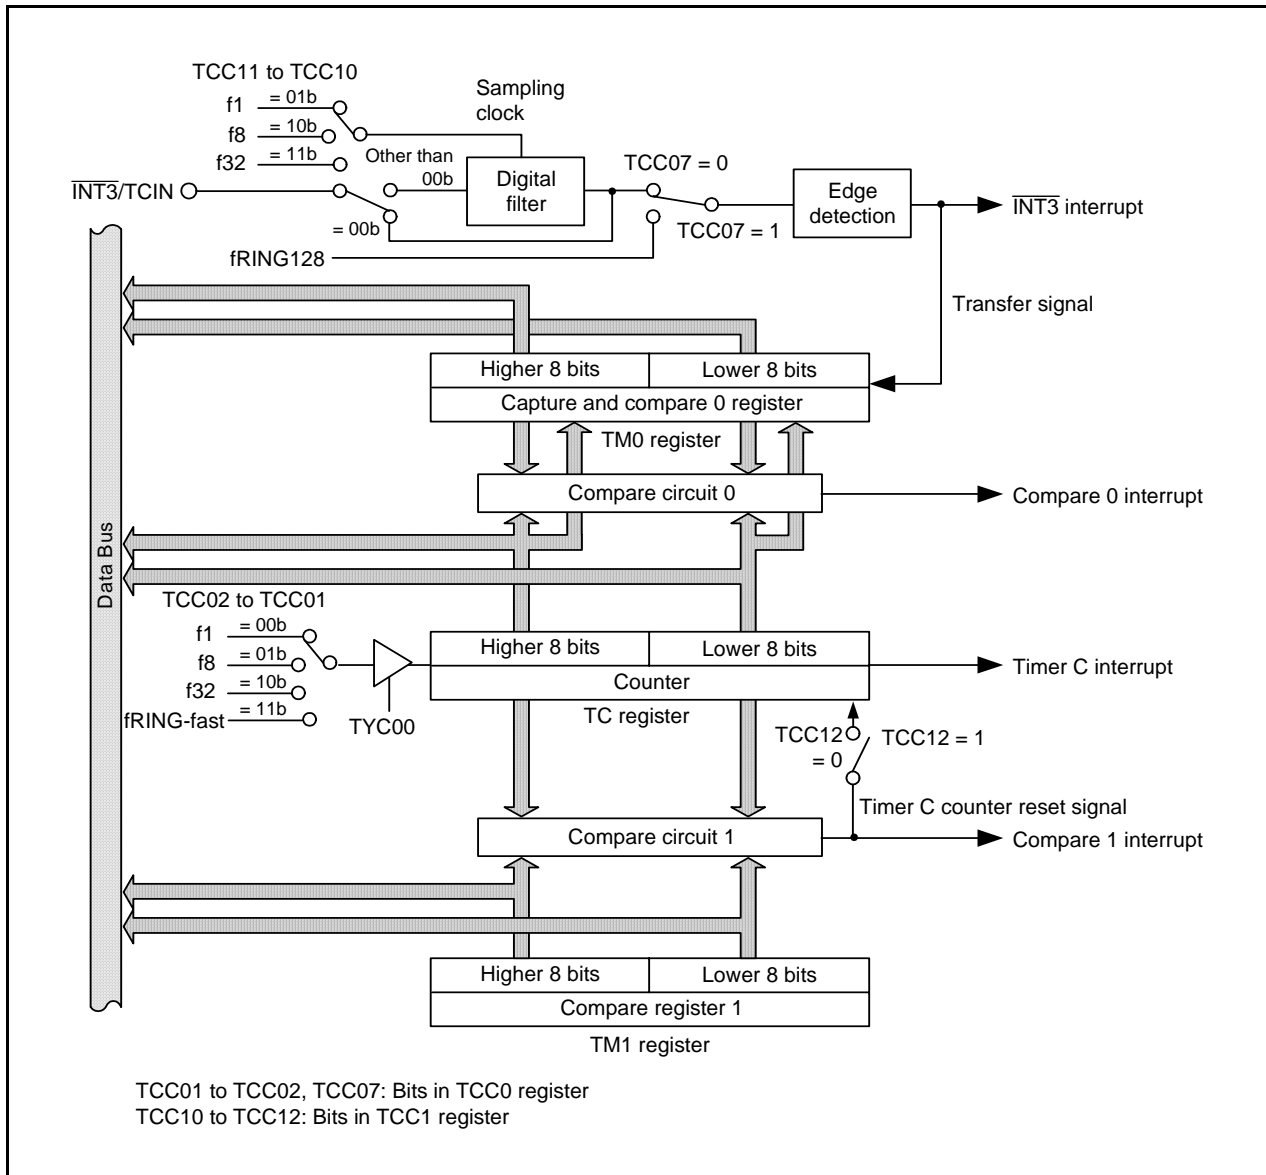 TCC11 to TCC10
f1
= 01b
f8
= 10b
f32
= 11b
Sampling
clock
Other than
00b
Digital
filter
TCC07 = 0
TCC07 = 1
Edge
detection
INT3/TCIN
= 00b
fRING128
INT3 interrupt
Transfer signal
Higher 8 bits
Lower 8 bits
Capture and compare 0 register
TM0 register
Compare circuit 0
Compare 0 interrupt
Data Bus
TCC02 to TCC01
f1
= 00b
f8
= 01b
f32
= 10b
fRING-fast
= 11b
TYC00
Higher 8 bits
Lower 8 bits
Counter
TC register
Timer C interrupt
TCC12
= 0
TCC12 = 1
Timer C counter reset signal
Compare circuit 1
Compare 1 interrupt
Higher 8 bits
Lower 8 bits
Compare register 1
TM1 register
TCC01 to TCC02, TCC07: Bits in TCC0 register
TCC10 to TCC12: Bits in TCC1 register